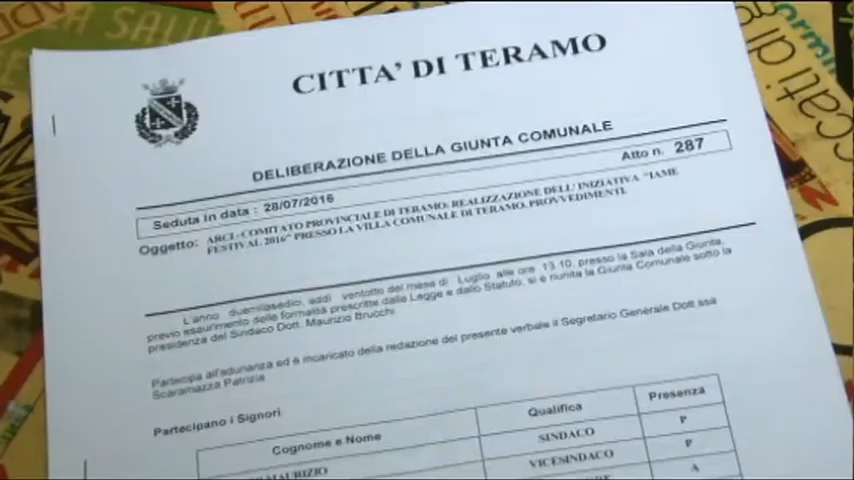 SALUTE
CITTA' DI TERAMO
DELIBERAZIONE DELLA GIUNTA COMUNALE
Seduta in data : 28/07/2016 Atto n. 287
Oggetto: ARCI - COMITATO PROVINCIALE DI TERAMO: REALIZZAZIONE DELL' INIZIATIVA "IAME
FESTIVAL 2016" PRESSO LA VILLA COMUNALE DI TERAMO. PROVVEDIMENTI.
L'anno duemilasedici, addì ventotto del mese di Luglio alle ore 13.10, presso la Sala della Giunta,
previo esaurimento delle formalità prescritte dalla Legge e dallo Statuto, si è riunita la Giunta Comunale sotto la
presidenza del Sindaco Dott. Maurizio Brucchi
Partecipa all'adunanza ed è incaricato della redazione del presente verbale il Segretario Generale Dott.ssa
Scaramazza Patrizia
Partecipano i Signori
Cognome e Nome Qualifica Presenza
MAURIZIO SINDACO P
VICESINDACO P
A